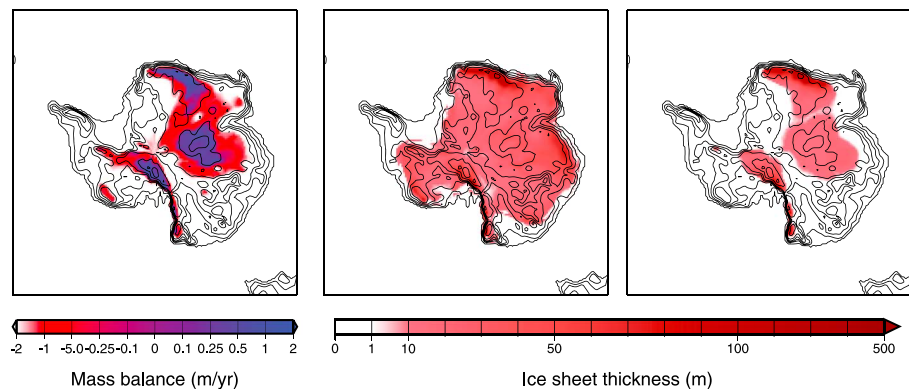 -2 -1 -5.0 -0.25 -0.1 0 0.1 0.25 0.5 1 2
Mass balance (m/yr)
0 1 10 50 100 500
Ice sheet thickness (m)